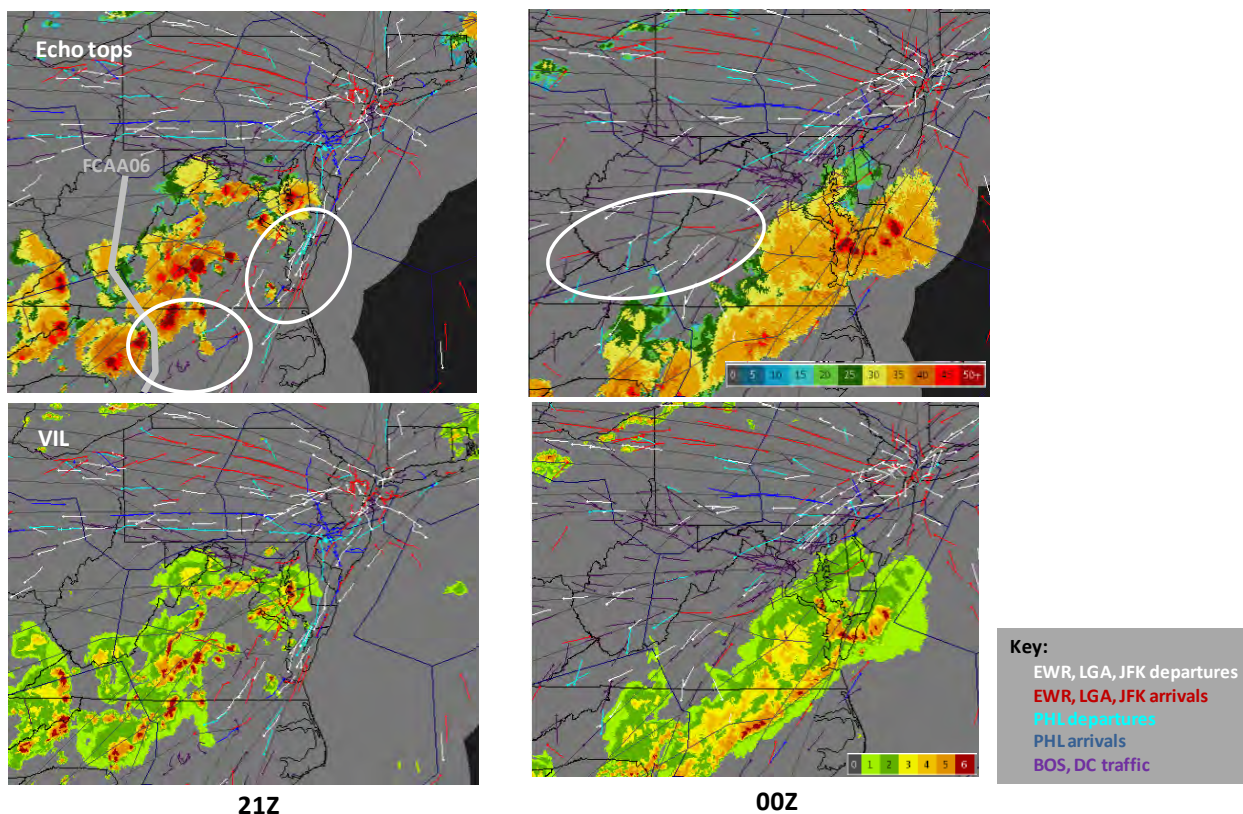 Echo tops
FCAA06
0 5 10 15 20 25 30 35 40 45 50+
VIL
0 1 2 3 4 5 6
Key:
EWR, LGA, JFK departures
EWR, LGA, JFK arrivals
PHL departures
PHL arrivals
BOS, DC traffic
21Z
00Z